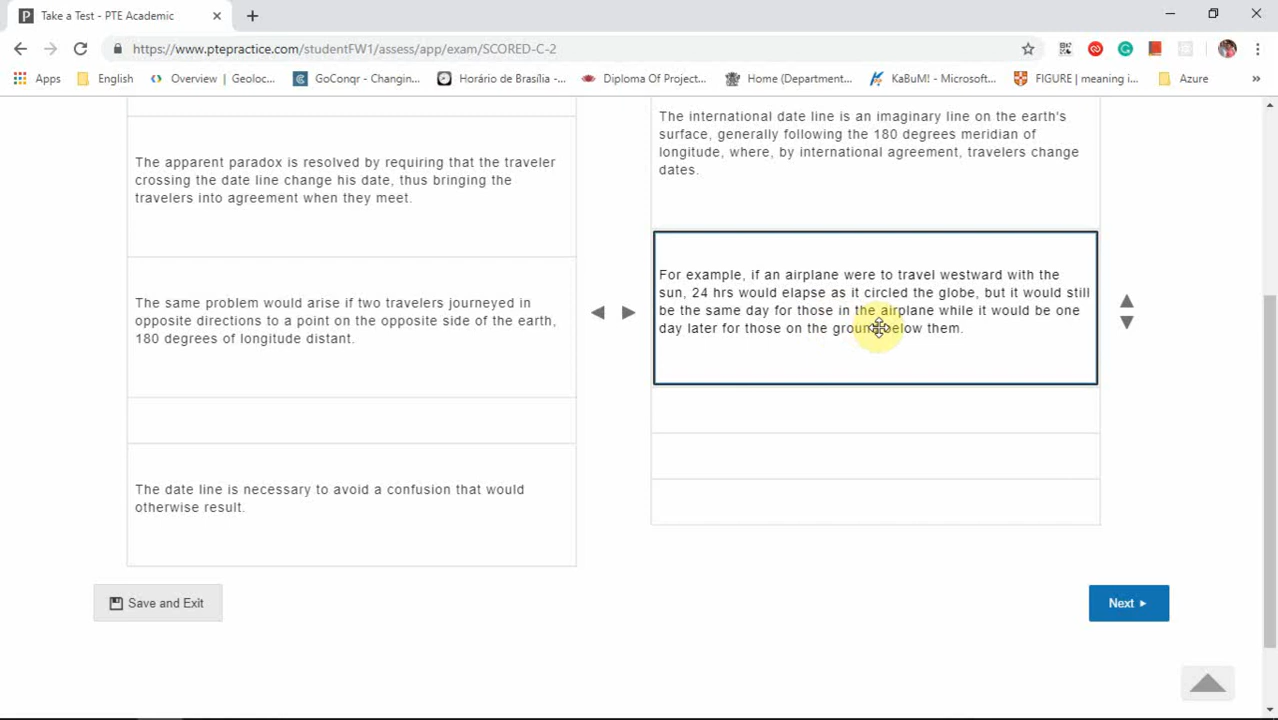 Take a Test - PTE Academic
https://www.ptepractice.com/studentFW1/assess/app/exam/SCORED-C-2
Apps
English
Overview | Geoloc...
GoConqr - Changin...
Horário de Brasília -...
Diploma Of Project...
Home (Department...
KaBuM! - Microsoft...
FIGURE | meaning i...
Azure
»
The apparent paradox is resolved by requiring that the traveler
crossing the date line change his date, thus bringing the
travelers into agreement when they meet.
The same problem would arise if two travelers journeyed in
opposite directions to a point on the opposite side of the earth,
180 degrees of longitude distant.
The date line is necessary to avoid a confusion that would
otherwise result.
The international date line is an imaginary line on the earth's
surface, generally following the 180 degrees meridian of
longitude, where, by international agreement, travelers change
dates.
For example, if an airplane were to travel westward with the
sun, 24 hrs would elapse as it circled the globe, but it would still
be the same day for those in the airplane while it would be one
day later for those on the ground below them.
Save and Exit
Next